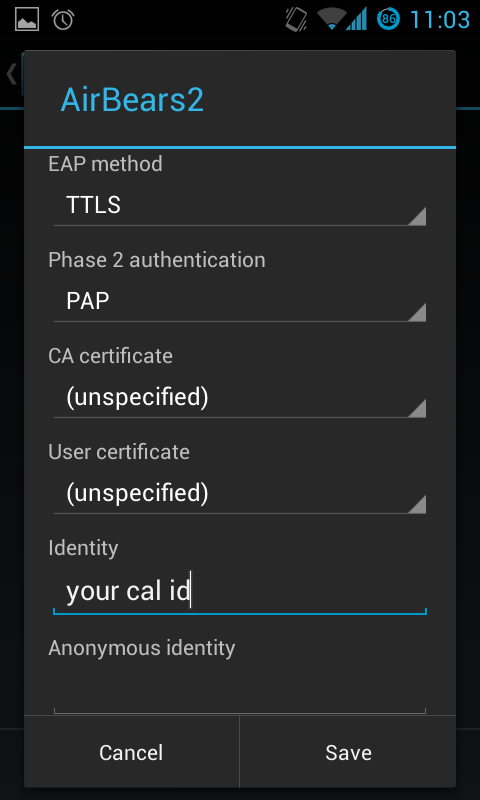 86 11:03
AirBears2
EAP method
TTLS
Phase 2 authentication
PAP
CA certificate
(unspecified)
User certificate
(unspecified)
Identity
your cal id
Anonymous identity
Cancel Save